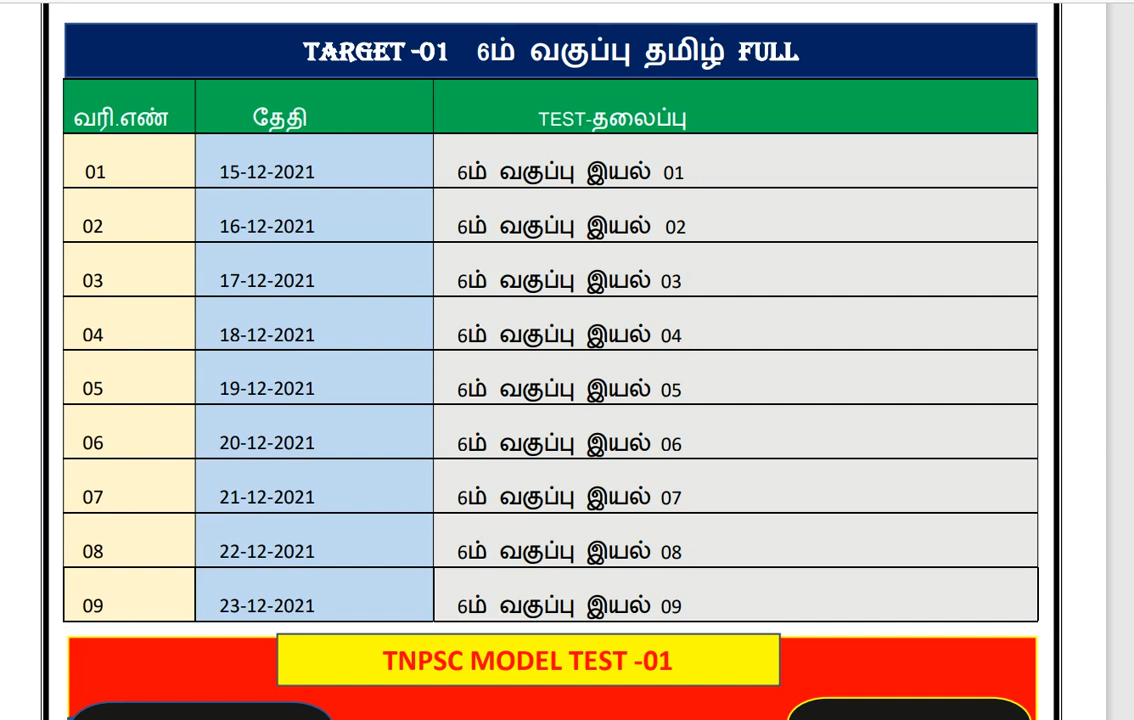 TARGET -01 6ம் வகுப்பு தமிழ் FULL
வரி.எண் தேதி TEST-தலைப்பு
01 15-12-2021 6ம் வகுப்பு இயல் 01
02 16-12-2021 6ம் வகுப்பு இயல் 02
03 17-12-2021 6ம் வகுப்பு இயல் 03
04 18-12-2021 6ம் வகுப்பு இயல் 04
05 19-12-2021 6ம் வகுப்பு இயல் 05
06 20-12-2021 6ம் வகுப்பு இயல் 06
07 21-12-2021 6ம் வகுப்பு இயல் 07
08 22-12-2021 6ம் வகுப்பு இயல் 08
09 23-12-2021 6ம் வகுப்பு இயல் 09
TNPSC MODEL TEST -01